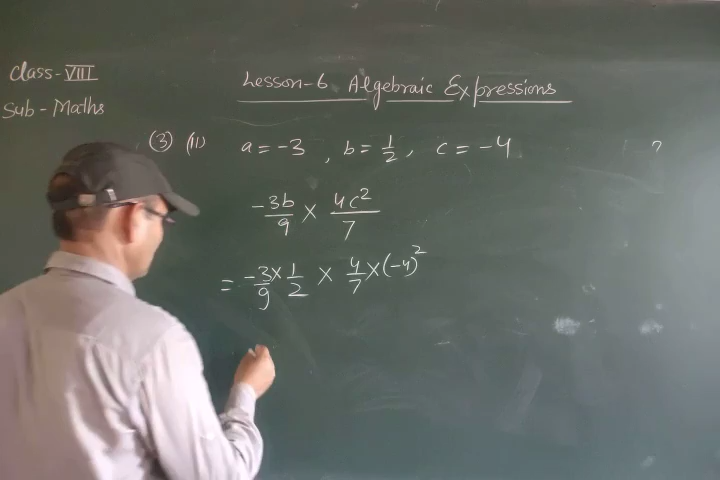 Class-VIII
Sub-Maths
Lesson-6 Algebraic Expressions
(3) (ii) a = -3 , b = 1/2, c = -4
-3b/9 × 4c²/7
= -3/9 × 1/2 × 4/7 × (-4)²